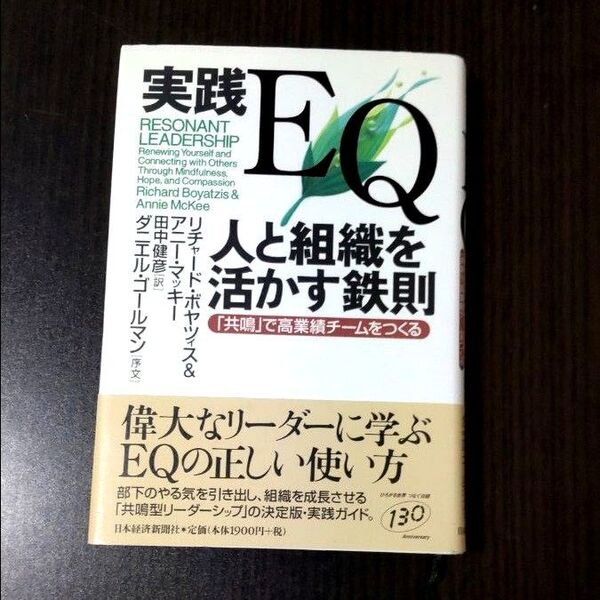 実践
EQ
RESONANT
LEADERSHIP
Renewing Yourself and
Connecting with Others
Through Mindfulness,
Hope, and Compassion
Richard Boyatzis &
Annie McKee
人と組織を
活かす鉄則
「共鳴」で高業績チームをつくる
リチャード・ボヤツィス&
アニー・マッキー
田中健彦[訳]
ダニエル・ゴールマン[序文]
偉大なリーダーに学ぶ
EQの正しい使い方
部下のやる気を引き出し、組織を成長させる
「共鳴型リーダーシップ」の決定版・実践ガイド。
日本経済新聞社*定価(本体1900円+税)
130
Anniversary